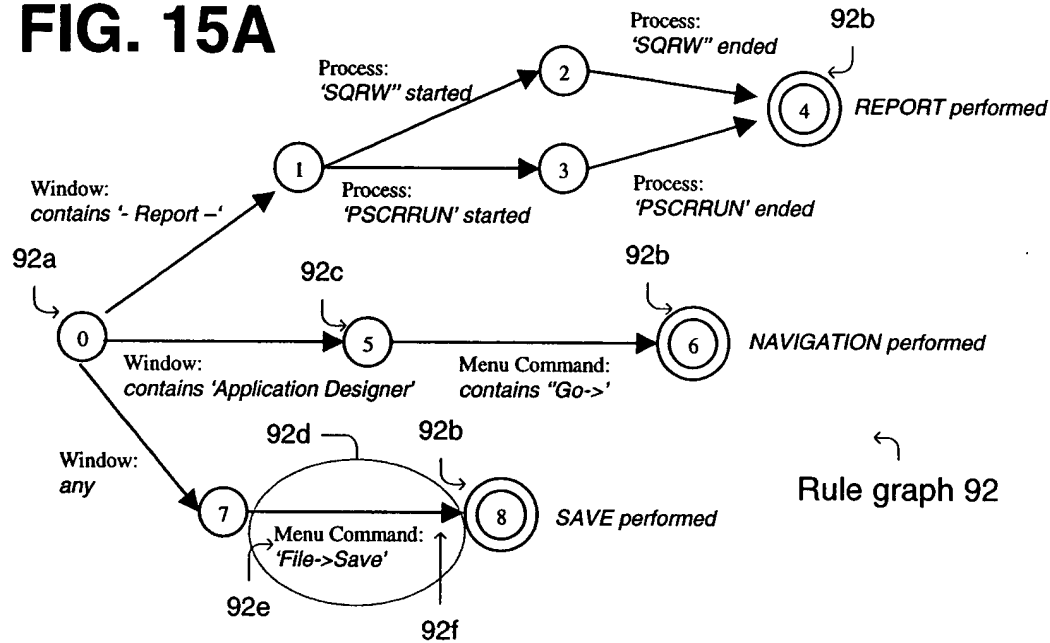 FIG. 15A
Process:
'SQRW" ended
92b
Process:
'SQRW" started
2
4
REPORT performed
1
3
Window:
contains '- Report –'
Process:
'PSCRRUN' started
Process:
'PSCRRUN' ended
92a
92c
92b
0
5
6
NAVIGATION performed
Window:
contains 'Application Designer'
Menu Command:
contains "Go->'
92d
92b
Window:
any
7
8
SAVE performed
Menu Command:
'File->Save'
Rule graph 92
92e
92f